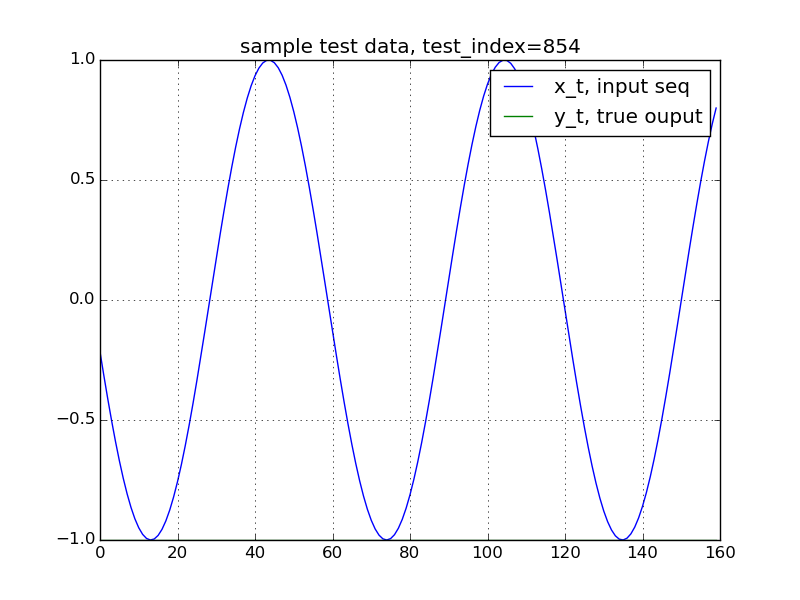 sample test data, test_index=854
x_t, input seq
y_t, true ouput
1.0
0.5
0.0
−0.5
−1.0
0 20 40 60 80 100 120 140 160